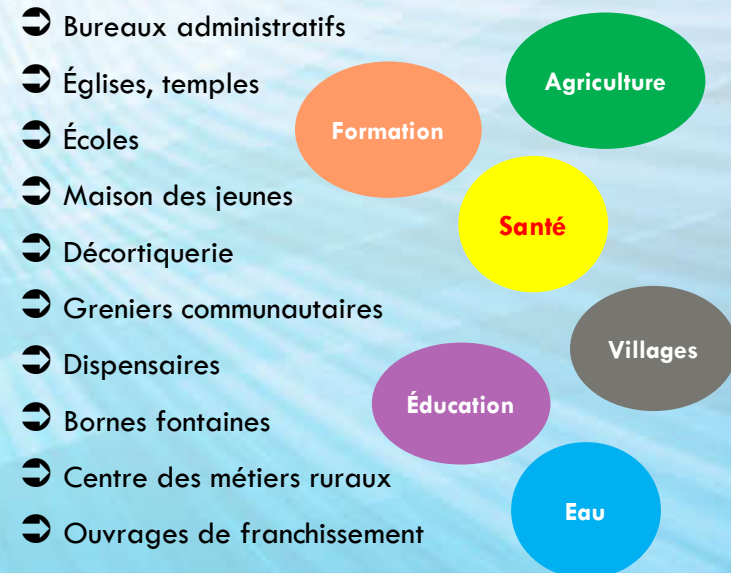 Bureaux administratifs
Églises, temples
Écoles
Maison des jeunes
Décortiquerie
Greniers communautaires
Dispensaires
Bornes fontaines
Centre des métiers ruraux
Ouvrages de franchissement
Agriculture
Formation
Santé
Villages
Éducation
Eau